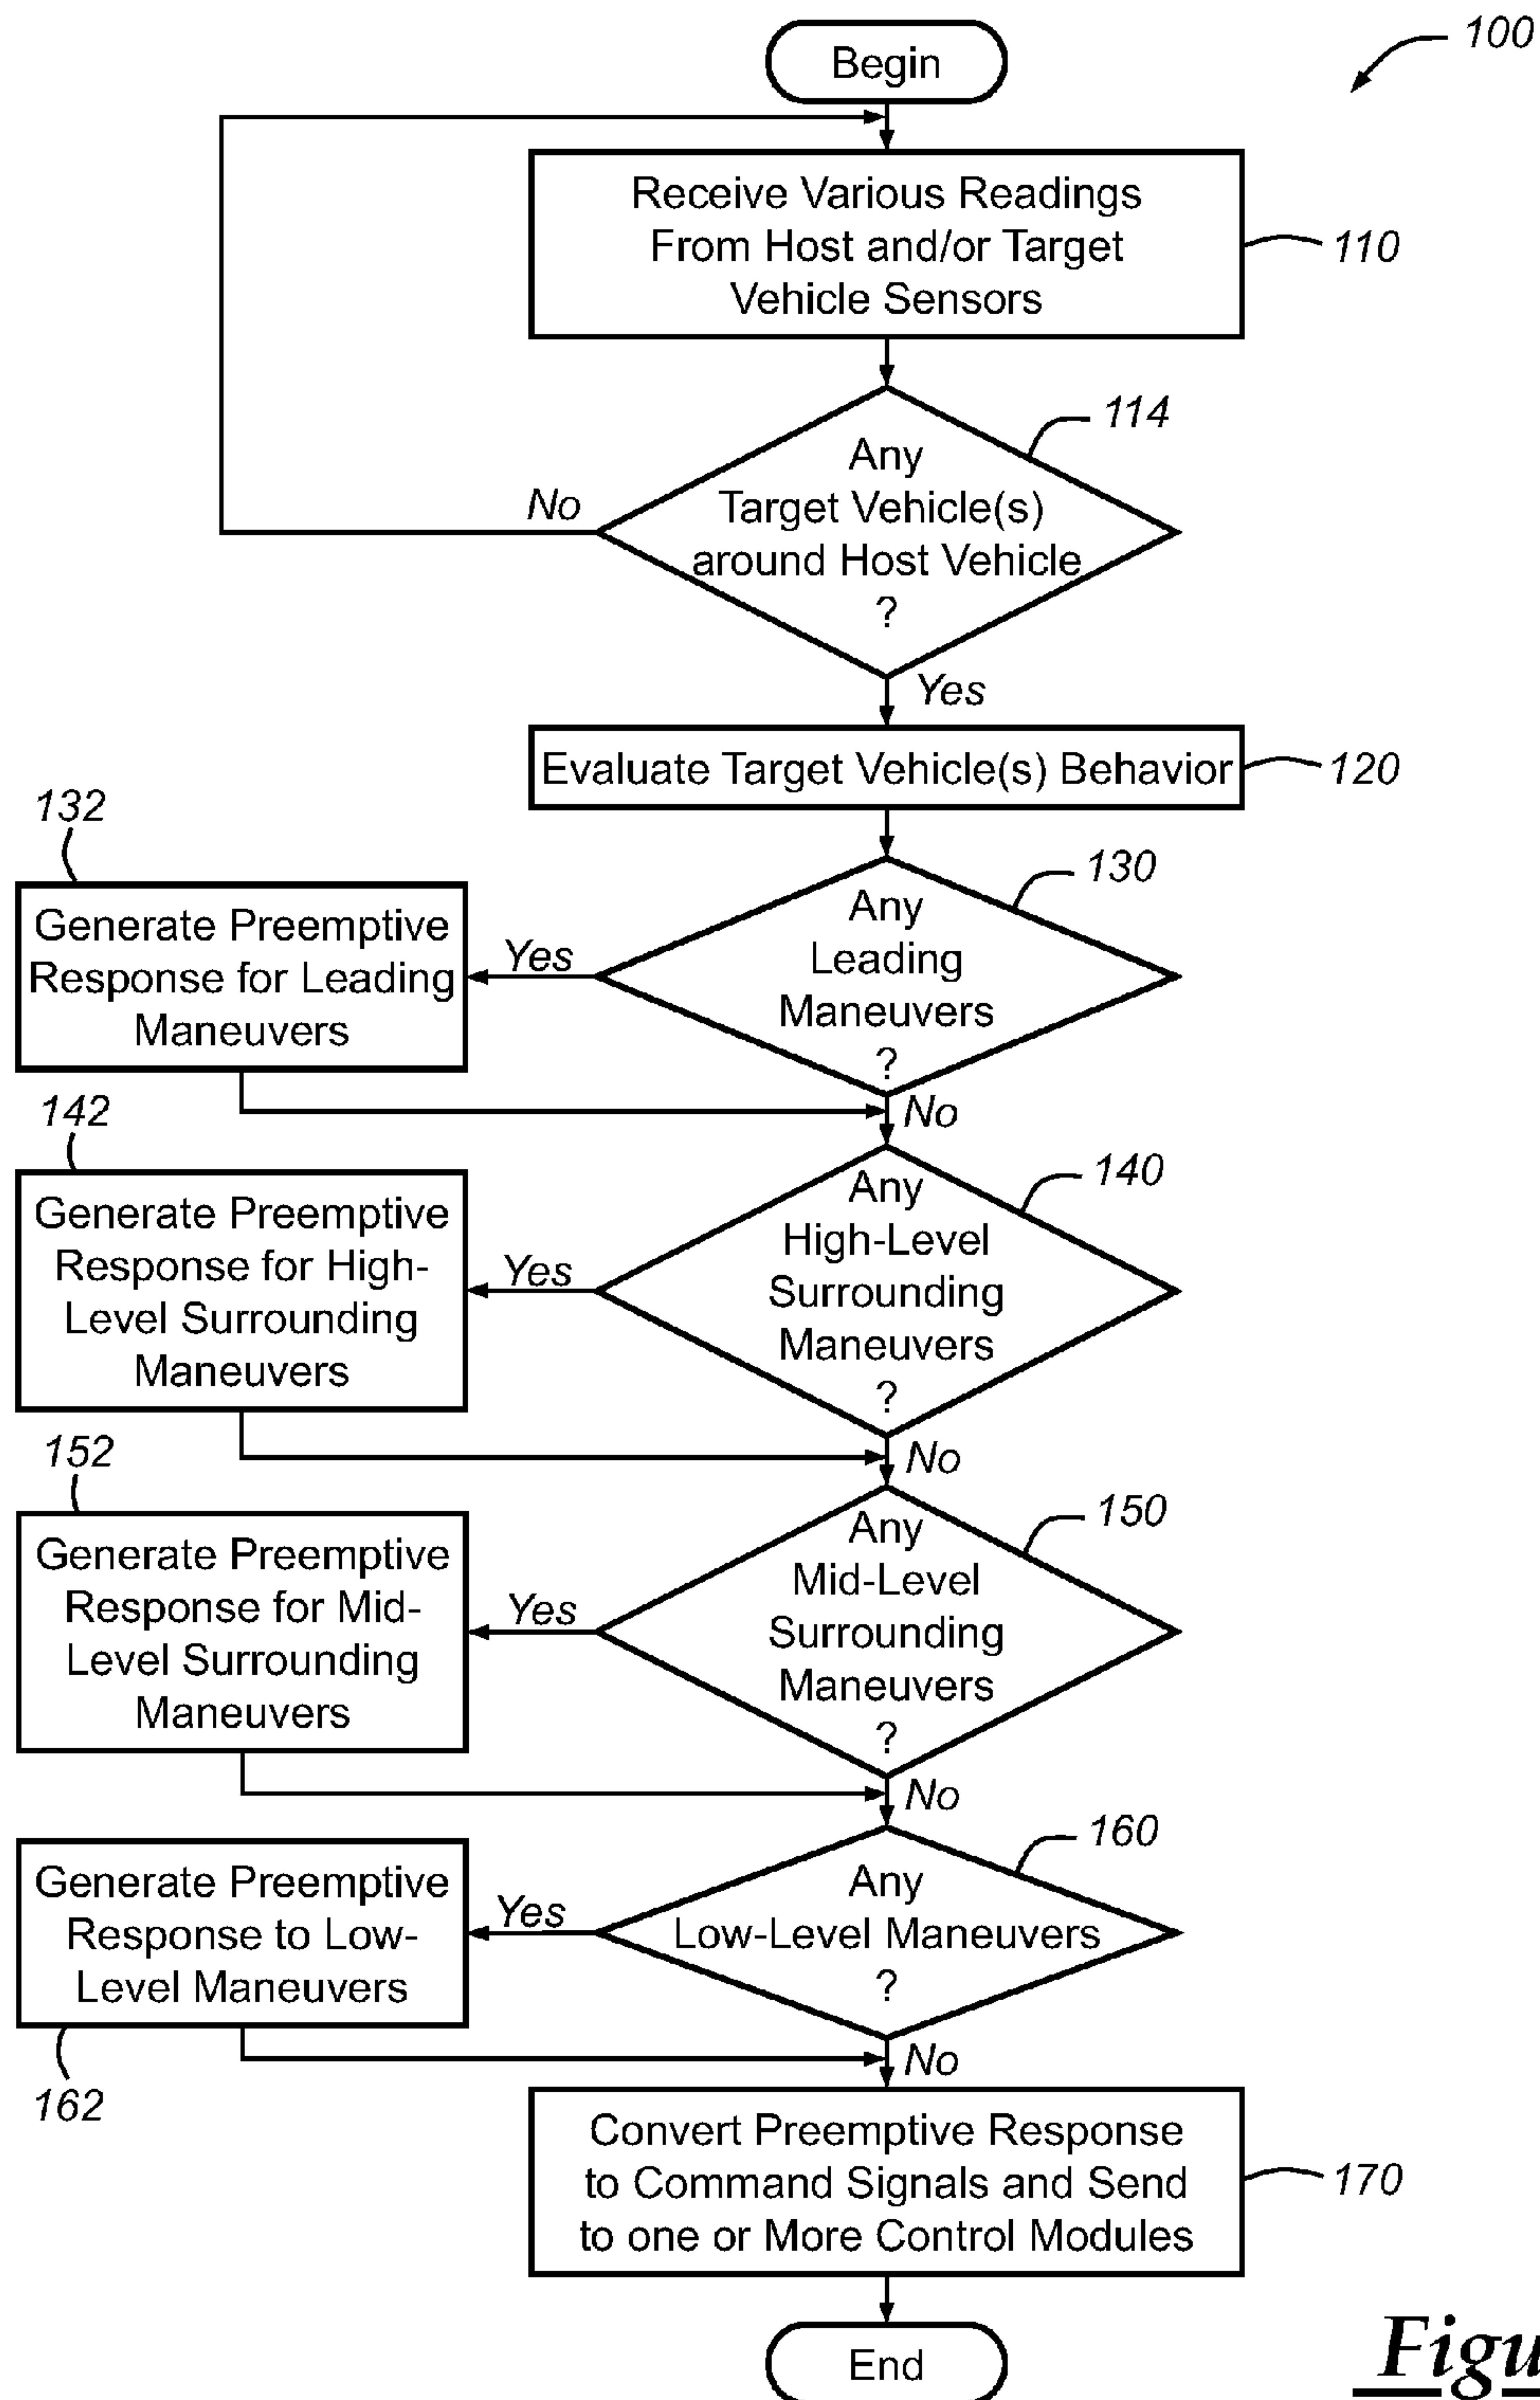 100
Begin
Receive Various Readings
From Host and/or Target
Vehicle Sensors
110
114
Any
Target Vehicle(s)
around Host Vehicle
?
No
Yes
Evaluate Target Vehicle(s) Behavior
120
130
Any
Leading
Maneuvers
?
Yes
132
Generate Preemptive
Response for Leading
Maneuvers
No
140
Any
High-Level
Surrounding
Maneuvers
?
Yes
142
Generate Preemptive
Response for High-
Level Surrounding
Maneuvers
No
150
Any
Mid-Level
Surrounding
Maneuvers
?
Yes
152
Generate Preemptive
Response for Mid-
Level Surrounding
Maneuvers
No
160
Any
Low-Level Maneuvers
?
Yes
Generate Preemptive
Response to Low-
Level Maneuvers
162
No
Convert Preemptive Response
to Command Signals and Send
to one or More Control Modules
170
End